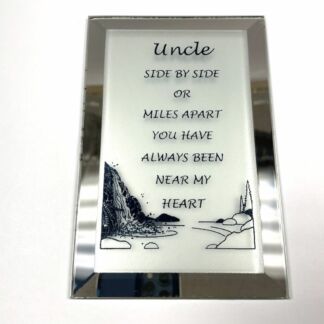 Uncle
SIDE BY SIDE
OR
MILES APART
YOU HAVE
ALWAYS BEEN
NEAR MY
HEART